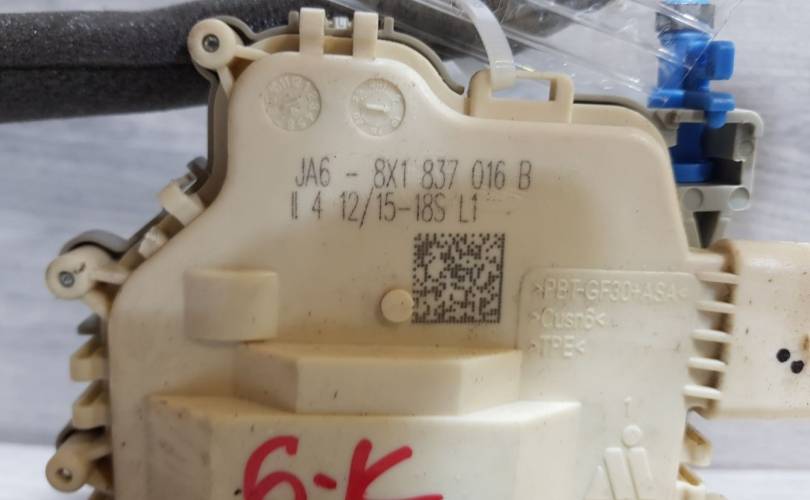 JA6 - 8X1 837 016 B
II 4 12/15-18S L1
>PBT-GF30+ASA<
>Cusn6<
>TPE<
6-K